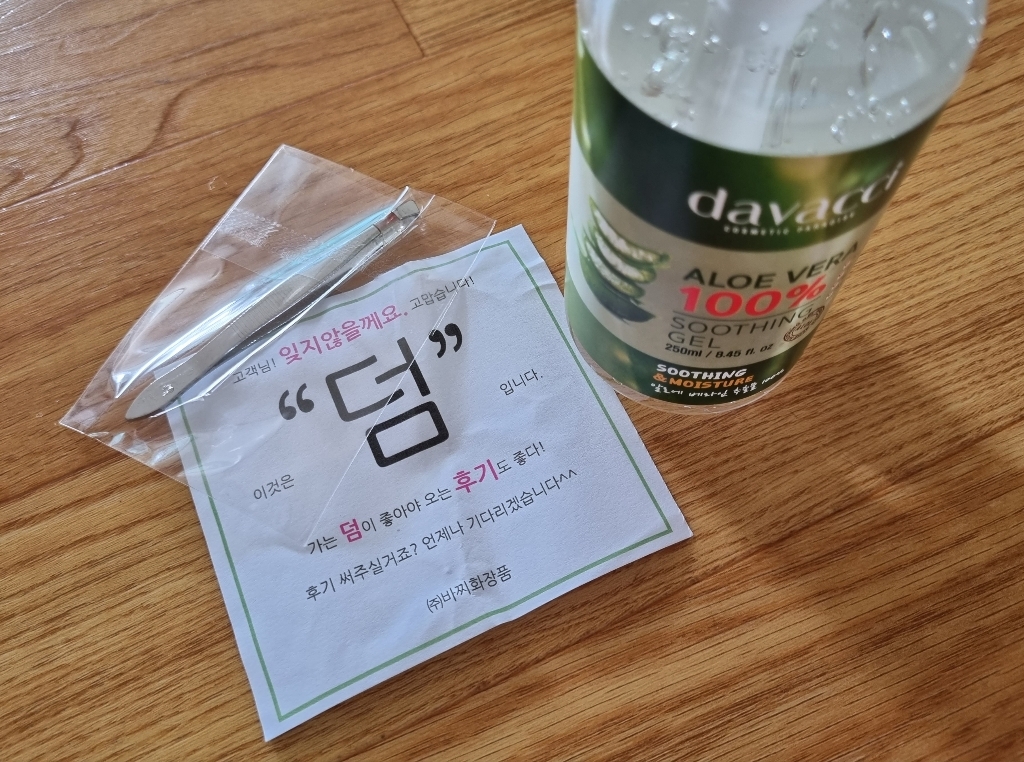 고객님! 잊지않을께요. 고맙습니다!
이것은 “덤” 입니다.
가는 덤이 좋아야 오는 후기도 좋다!
후기 써주실거죠? 언제나 기다리겠습니다^^
㈜바찌화장품
davacci
COSMETIC PARADISE
ALOE VERA
100%
SOOTHING
GEL
250ml / 8.45 fl. oz
SOOTHING
&MOISTURE